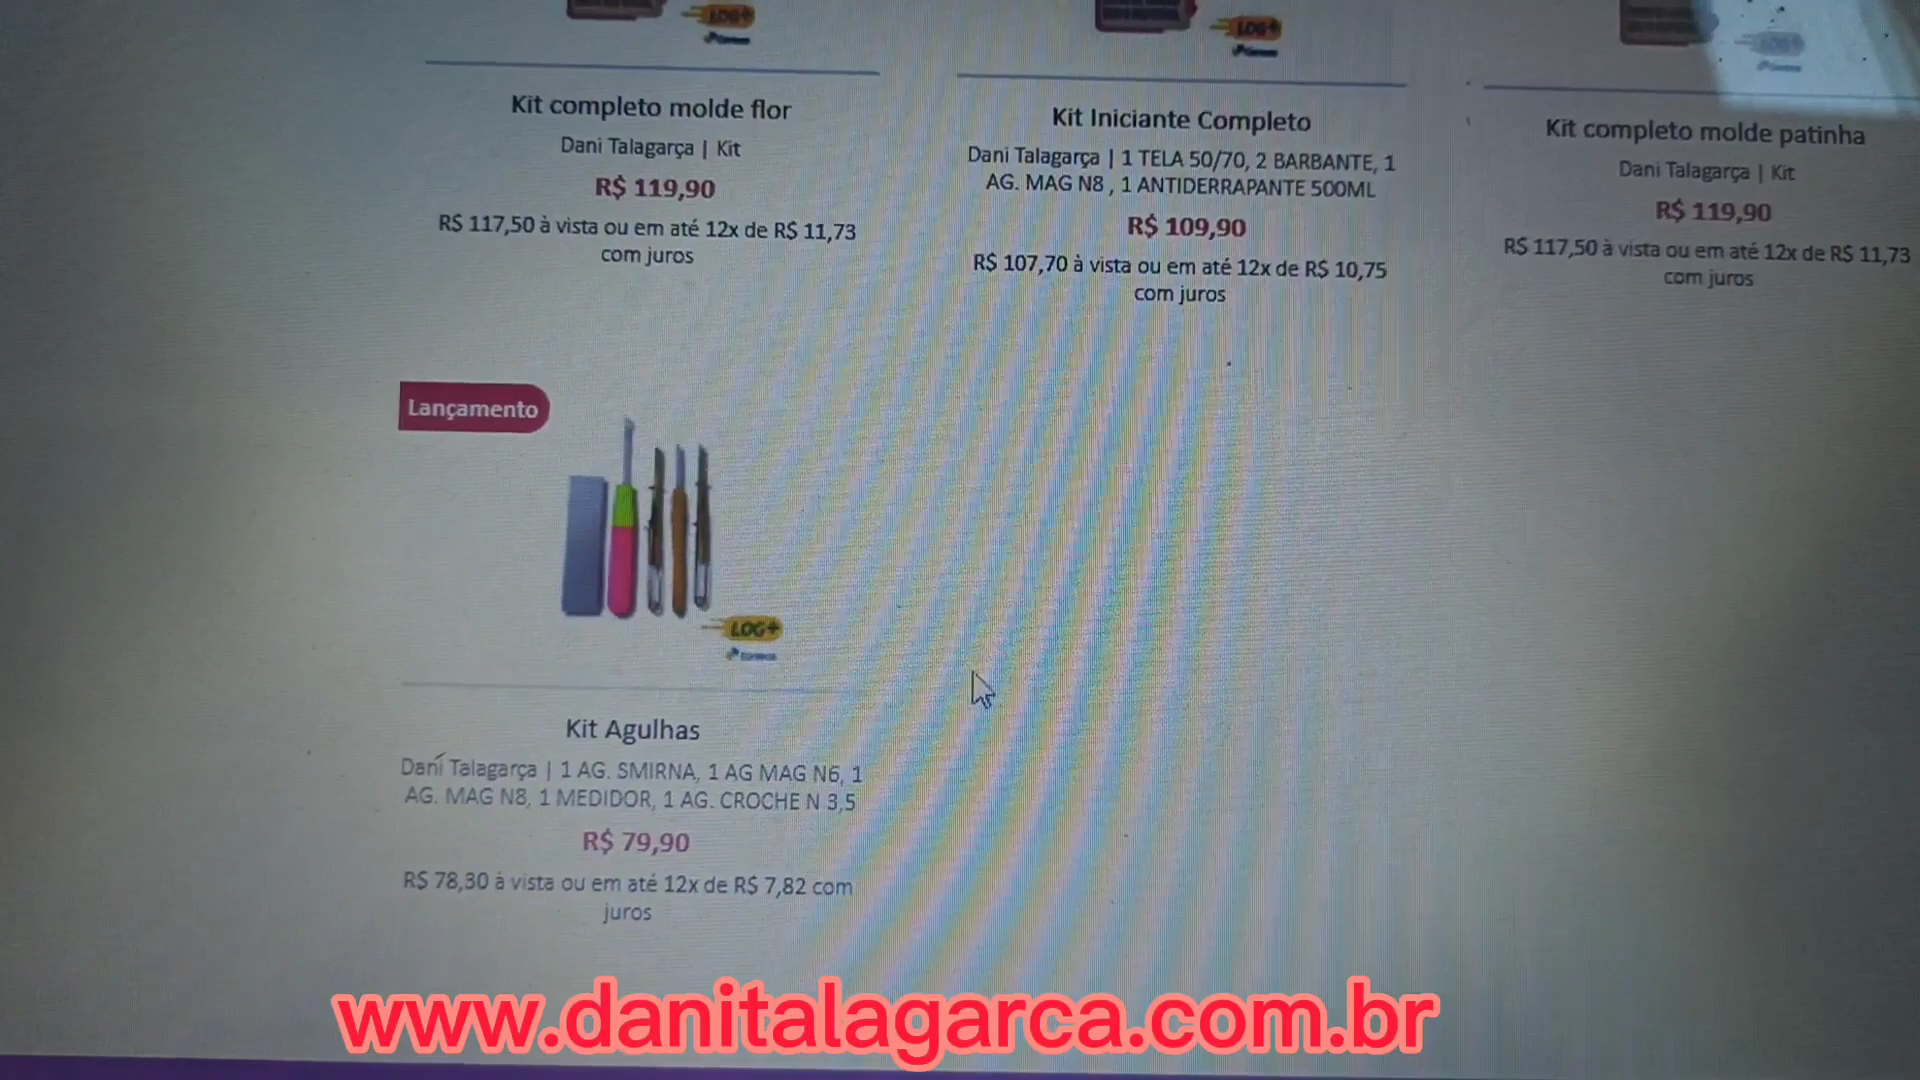 LOG+
Kit completo molde flor
Dani Talagarça | Kit
R$ 119,90
R$ 117,50 à vista ou em até 12x de R$ 11,73
com juros
LOG+
Kit Iniciante Completo
Dani Talagarça | 1 TELA 50/70, 2 BARBANTE, 1
AG. MAG N8 , 1 ANTIDERRAPANTE 500ML
R$ 109,90
R$ 107,70 à vista ou em até 12x de R$ 10,75
com juros
LOG+
Kit completo molde patinha
Dani Talagarça | Kit
R$ 119,90
R$ 117,50 à vista ou em até 12x de R$ 11,73
com juros
Lançamento
LOG+
Kit Agulhas
Dani Talagarça | 1 AG. SMIRNA, 1 AG MAG N6, 1
AG. MAG N8, 1 MEDIDOR, 1 AG. CROCHE N 3,5
R$ 79,90
R$ 78,30 à vista ou em até 12x de R$ 7,82 com
juros
www.danitalagarca.com.br